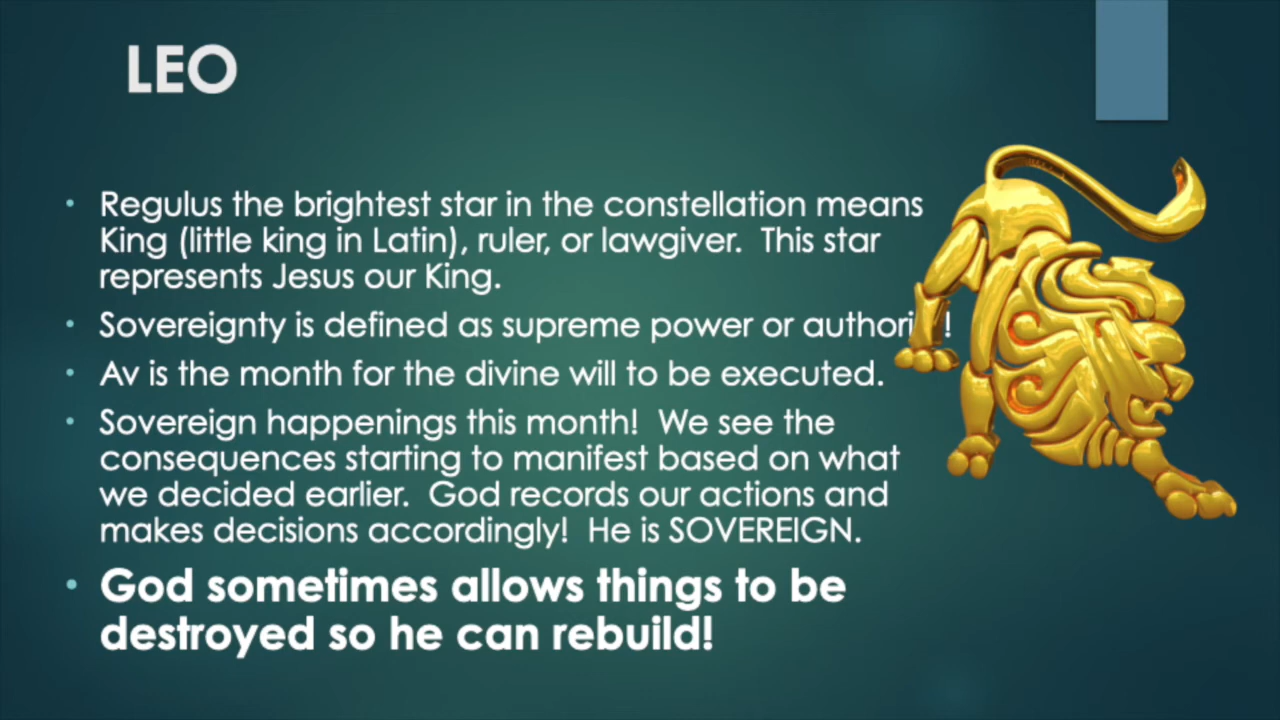 LEO
• Regulus the brightest star in the constellation means
King (little king in Latin), ruler, or lawgiver. This star
represents Jesus our King.
• Sovereignty is defined as supreme power or authori !
• Av is the month for the divine will to be executed.
• Sovereign happenings this month! We see the
consequences starting to manifest based on what
we decided earlier. God records our actions and
makes decisions accordingly! He is SOVEREIGN.
• God sometimes allows things to be
destroyed so he can rebuild!